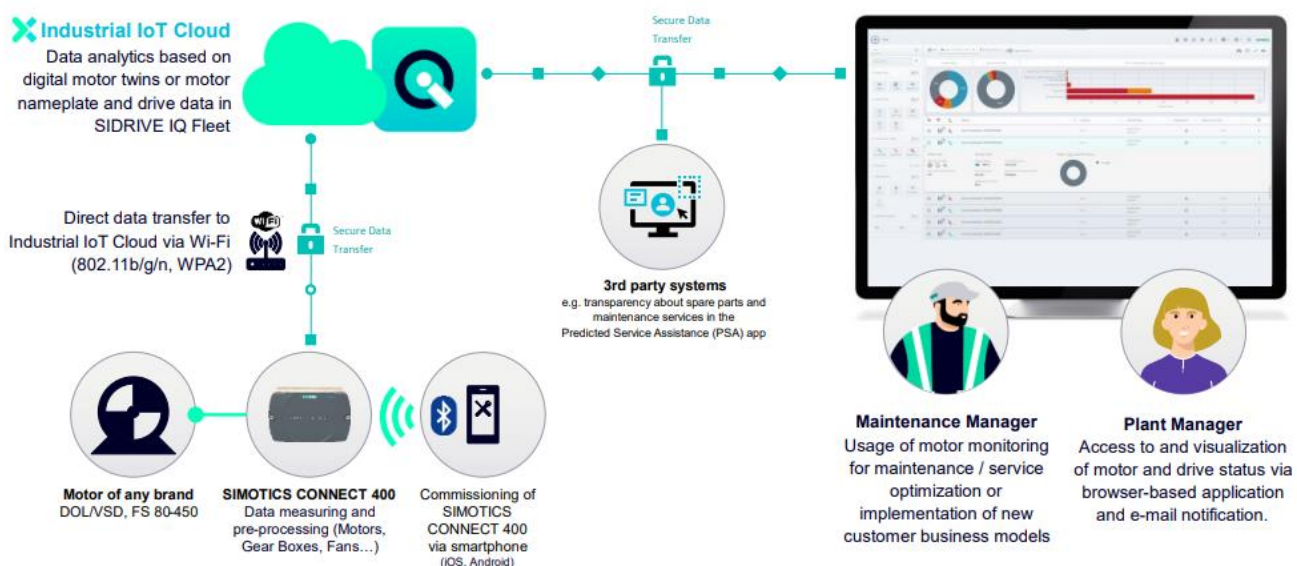 Industrial IoT Cloud
Data analytics based on
digital motor twins or motor
nameplate and drive data in
SIDRIVE IQ Fleet
Secure Data
Transfer
Direct data transfer to
Industrial IoT Cloud via Wi-Fi
(802.11b/g/n, WPA2)
Wi Fi
Secure Data
Transfer
3rd party systems
e.g. transparency about spare parts and
maintenance services in the
Predicted Service Assistance (PSA) app
Motor of any brand
DOL/VSD, FS 80-450
SIMOTICS CONNECT 400
Data measuring and
pre-processing (Motors,
Gear Boxes, Fans…)
Commissioning of
SIMOTICS
CONNECT 400
via smartphone
(iOS, Android)
Maintenance Manager
Usage of motor monitoring
for maintenance / service
optimization or
implementation of new
customer business models
Plant Manager
Access to and visualization
of motor and drive status via
browser-based application
and e-mail notification.